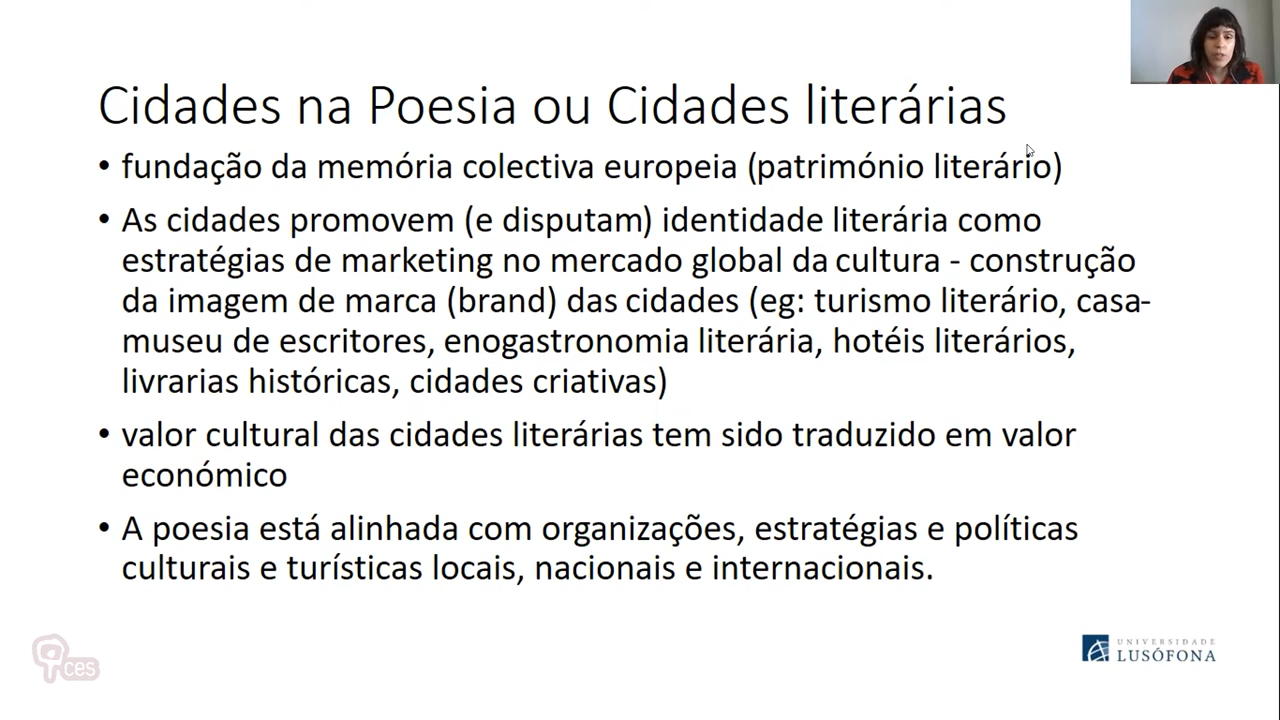 Cidades na Poesia ou Cidades literárias
• fundação da memória colectiva europeia (património literário)
• As cidades promovem (e disputam) identidade literária como
estratégias de marketing no mercado global da cultura - construção
da imagem de marca (brand) das cidades (eg: turismo literário, casa-
museu de escritores, enogastronomia literária, hotéis literários,
livrarias históricas, cidades criativas)
• valor cultural das cidades literárias tem sido traduzido em valor
económico
• A poesia está alinhada com organizações, estratégias e políticas
culturais e turísticas locais, nacionais e internacionais.
ces
UNIVERSIDADE
LUSÓFONA